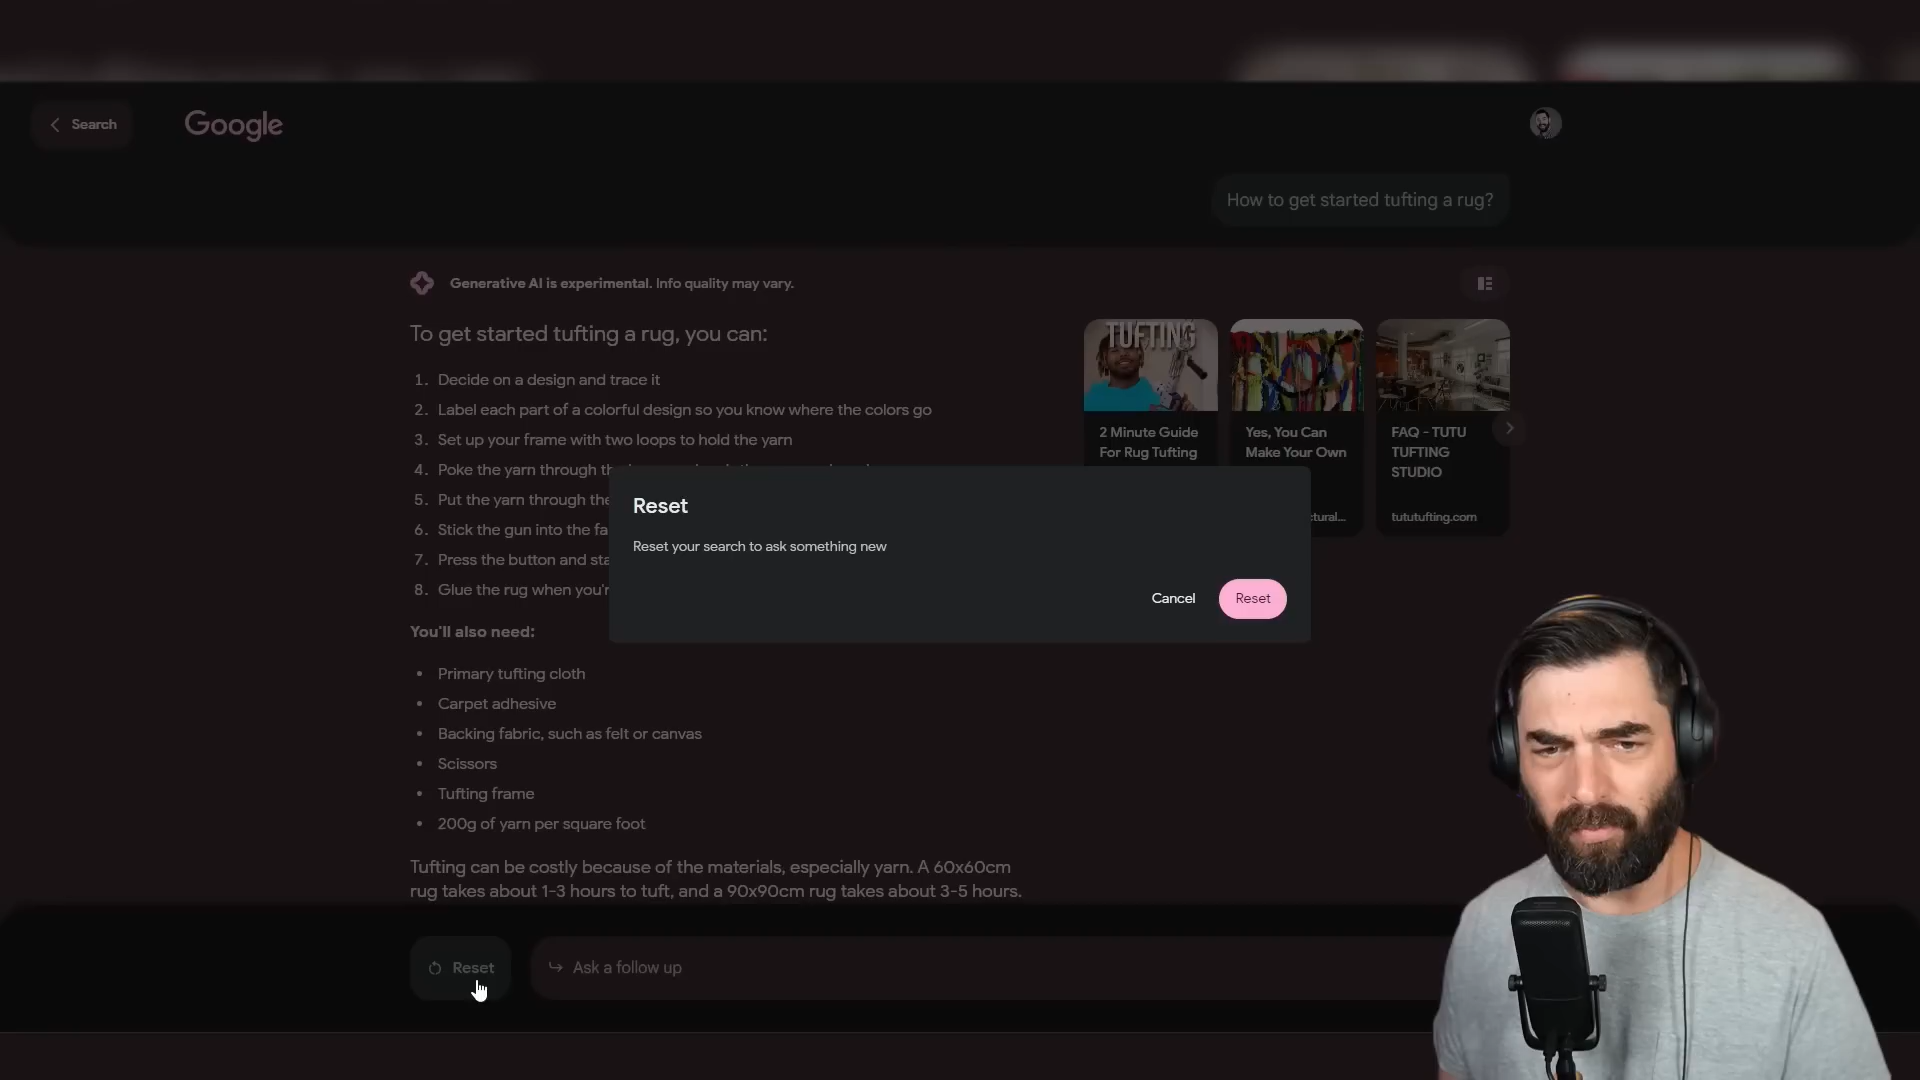 Search
Google
How to get started tufting a rug?
Generative AI is experimental. Info quality may vary.
To get started tufting a rug, you can:
1. Decide on a design and trace it
2. Label each part of a colorful design so you know where the colors go
3. Set up your frame with two loops to hold the yarn
4. Poke the yarn through
5. Put the yarn through the
6. Stick the gun into the
7. Press the button and
8. Glue the rug when
You'll also need:
• Primary tufting cloth
• Carpet adhesive
• Backing fabric, such as felt or canvas
• Scissors
• Tufting frame
• 200g of yarn per square foot
Tufting can be costly because of the materials, especially yarn. A 60x60cm
rug takes about 1-3 hours to tuft, and a 90x90cm rug takes about 3-5 hours.
TUFTING
2 Minute Guide
For Rug Tufting
Yes, You Can
Make Your Own
FAQ - TUTU
TUFTING
STUDIO
tututufting.com
Reset
Reset your search to ask something new
Cancel
Reset
Reset
Ask a follow up